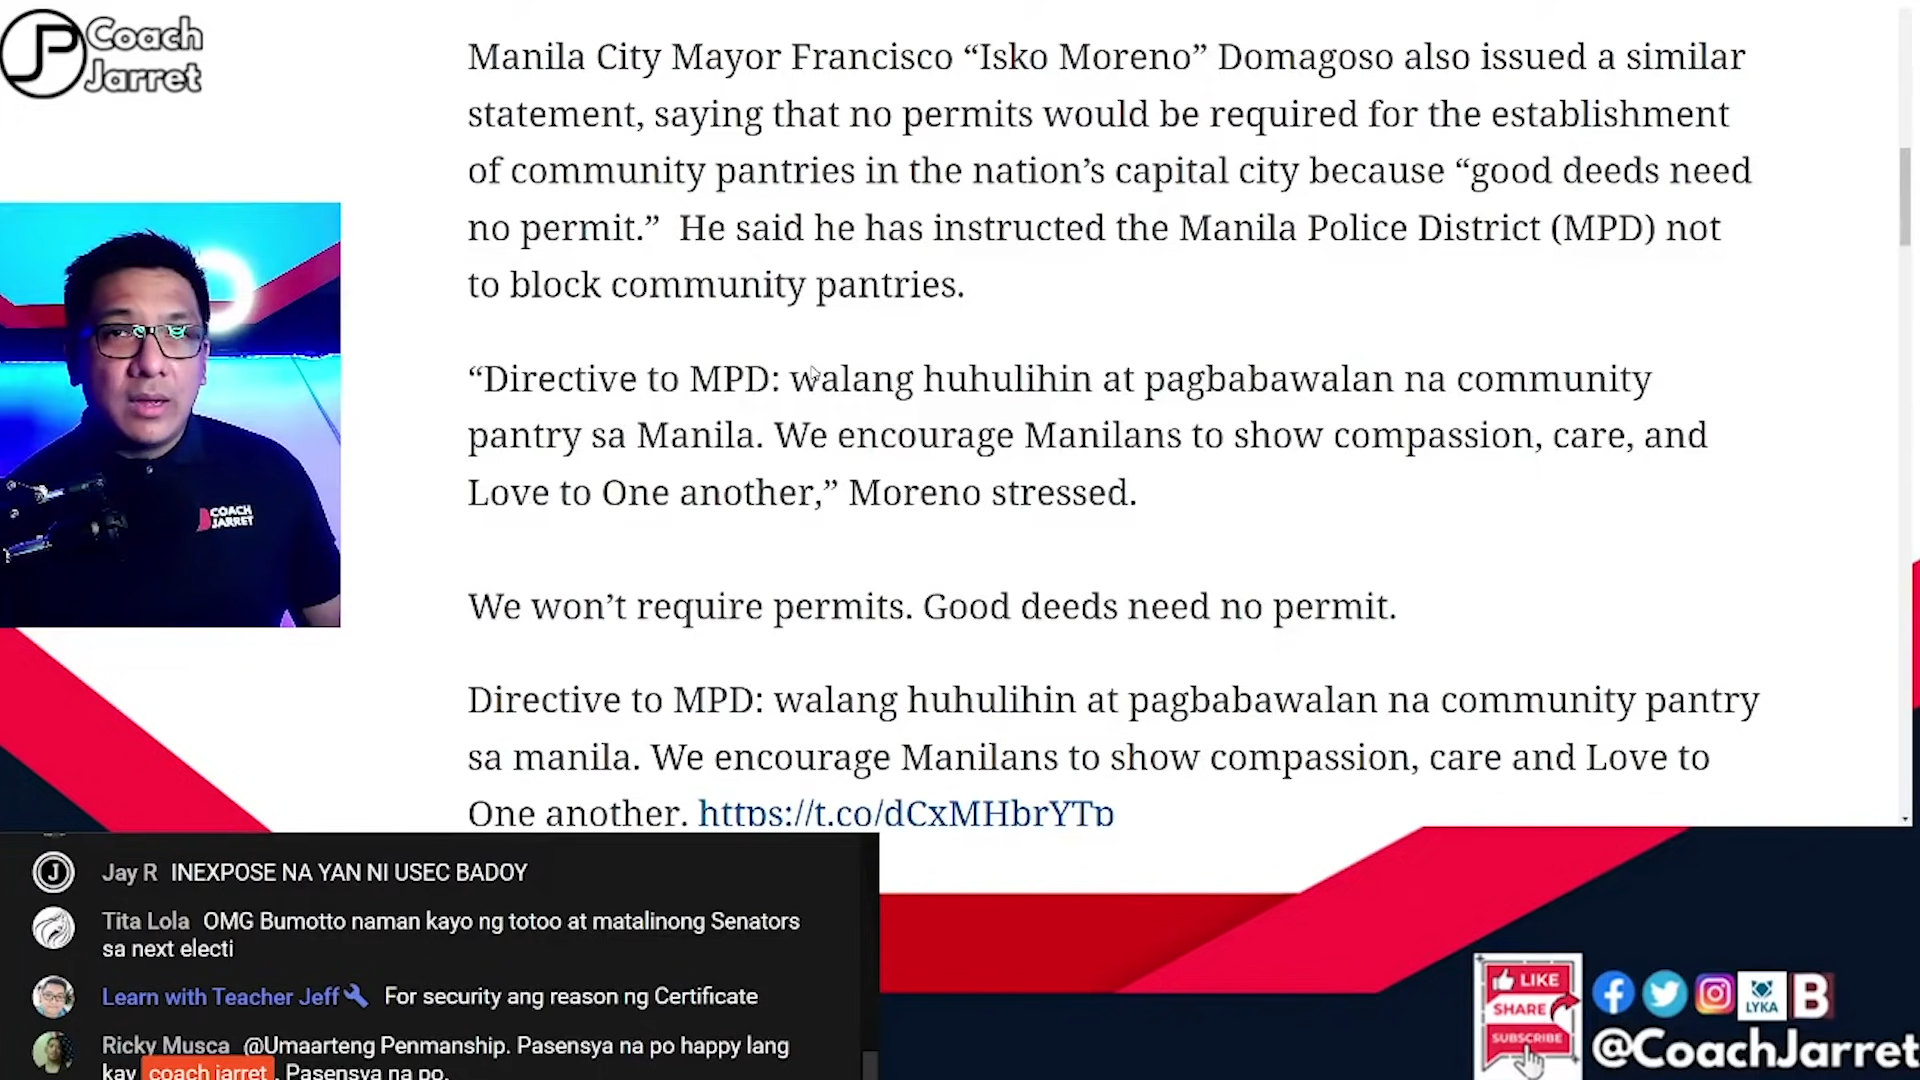 Coach
Jarret
Manila City Mayor Francisco “Isko Moreno” Domagoso also issued a similar
statement, saying that no permits would be required for the establishment
of community pantries in the nation’s capital city because “good deeds need
no permit.”  He said he has instructed the Manila Police District (MPD) not
to block community pantries.
“Directive to MPD: walang huhulihin at pagbabawalan na community
pantry sa Manila. We encourage Manilans to show compassion, care, and
Love to One another,” Moreno stressed.
We won’t require permits. Good deeds need no permit.
Directive to MPD: walang huhulihin at pagbabawalan na community pantry
sa manila. We encourage Manilans to show compassion, care and Love to
One another. https://t.co/dCxMHbrYTp
COACH
JARRET
Jay R INEXPOSE NA YAN NI USEC BADOY
Tita Lola OMG Bumotto naman kayo ng totoo at matalinong Senators
sa next electi
Learn with Teacher Jeff For security ang reason ng Certificate
Ricky Musca @Umaarteng Penmanship. Pasensya na po happy lang
kay coach jarret. Pasensya na po.
LIKE
SHARE
SUBSCRIBE
LYKA
B
@CoachJarret